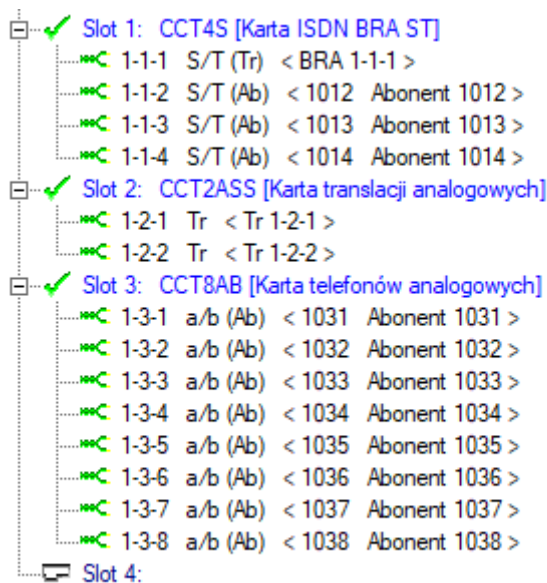 Slot 1: CCT4S [Karta ISDN BRA ST]
1-1-1 S/T (Tr) < BRA 1-1-1 >
1-1-2 S/T (Ab) < 1012 Abonent 1012 >
1-1-3 S/T (Ab) < 1013 Abonent 1013 >
1-1-4 S/T (Ab) < 1014 Abonent 1014 >
Slot 2: CCT2ASS [Karta translacji analogowych]
1-2-1 Tr < Tr 1-2-1 >
1-2-2 Tr < Tr 1-2-2 >
Slot 3: CCT8AB [Karta telefonów analogowych]
1-3-1 a/b (Ab) < 1031 Abonent 1031 >
1-3-2 a/b (Ab) < 1032 Abonent 1032 >
1-3-3 a/b (Ab) < 1033 Abonent 1033 >
1-3-4 a/b (Ab) < 1034 Abonent 1034 >
1-3-5 a/b (Ab) < 1035 Abonent 1035 >
1-3-6 a/b (Ab) < 1036 Abonent 1036 >
1-3-7 a/b (Ab) < 1037 Abonent 1037 >
1-3-8 a/b (Ab) < 1038 Abonent 1038 >
Slot 4: